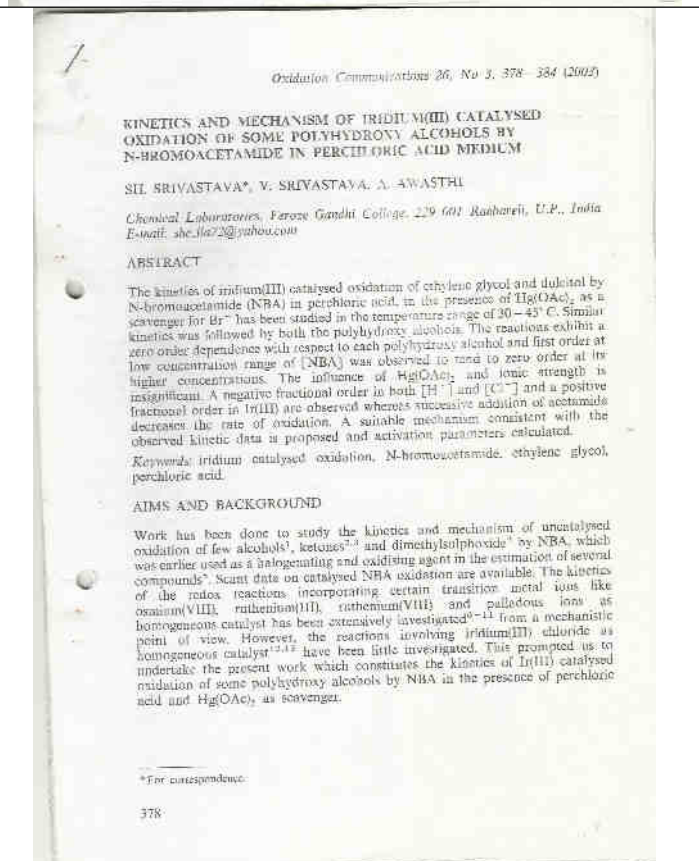 1.
Oxidation Communications 26, No 3, 378–384 (2003)
KINETICS AND MECHANISM OF IRIDIUM(III) CATALYSED
OXIDATION OF SOME POLYHYDROXY ALCOHOLS BY
N-BROMOACETAMIDE IN PERCHLORIC ACID MEDIUM
SH. SRIVASTAVA*, V. SRIVASTAVA, A. AWASTHI
Chemical Laboratories, Feroze Gandhi College, 229 001 Raebareli, U.P., India
E-mail: she_ila72@yahoo.com
ABSTRACT
The kinetics of iridium(III) catalysed oxidation of ethylene glycol and dulcitol by
N-bromoacetamide (NBA) in perchloric acid, in the presence of Hg(OAc)₂ as a
scavenger for Br⁻ has been studied in the temperature range of 30 – 45° C. Similar
kinetics was followed by both the polyhydroxy alcohols. The reactions exhibit a
zero order dependence with respect to each polyhydroxy alcohol and first order at
low concentration range of [NBA] was observed to tend to zero order at its
higher concentrations. The influence of Hg(OAc)₂ and ionic strength is
insignificant. A negative fractional order in both [H⁺] and [Cl⁻] and a positive
fractional order in Ir(III) are observed whereas successive addition of acetamide
decreases the rate of oxidation. A suitable mechanism consistent with the
observed kinetic data is proposed and activation parameters calculated.
Keywords: iridium catalysed oxidation, N-bromoacetamide, ethylene glycol,
perchloric acid.
AIMS AND BACKGROUND
Work has been done to study the kinetics and mechanism of uncatalysed
oxidation of few alcohols¹, ketones²,³ and dimethylsulphoxide⁴ by NBA, which
was earlier used as a halogenating and oxidising agent in the estimation of several
compounds⁵. Scant data on catalysed NBA oxidation are available. The kinetics
of the redox reactions incorporating certain transition metal ions like
osmium(VIII), ruthenium(III), ruthenium(VIII) and palladous ions as
homogeneous catalyst has been extensively investigated⁶⁻¹¹ from a mechanistic
point of view. However, the reactions involving iridium(III) chloride as
homogeneous catalyst¹²,¹³ have been little investigated. This prompted us to
undertake the present work which constitutes the kinetics of Ir(III) catalysed
oxidation of some polyhydroxy alcohols by NBA in the presence of perchloric
acid and Hg(OAc)₂ as scavenger.
*For correspondence.
378